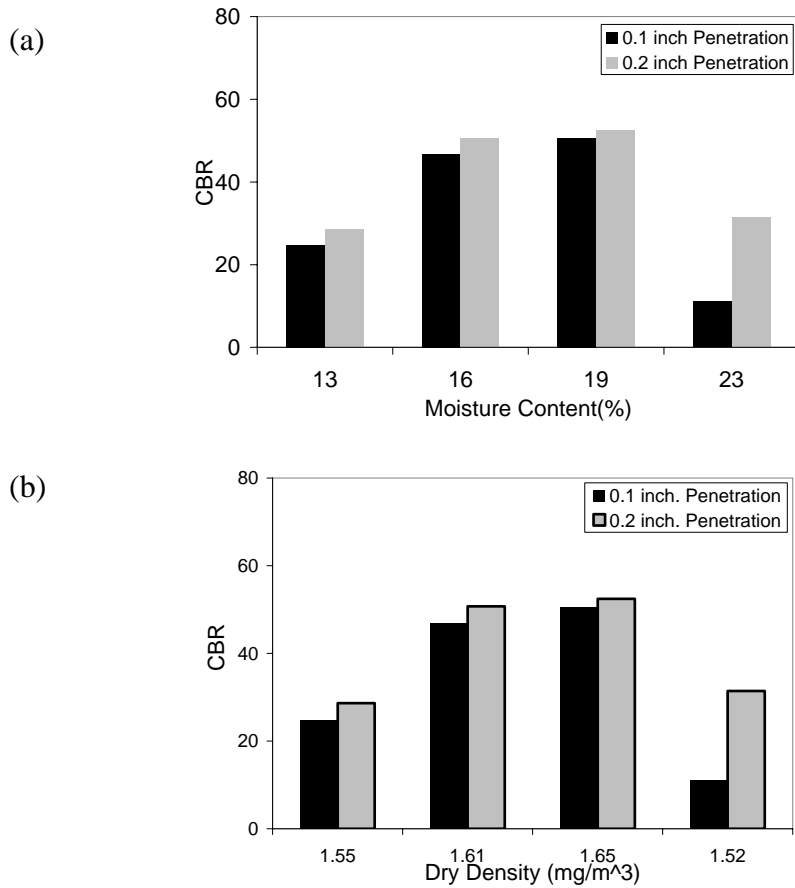 (a)
80
60
40
20
0
CBR
0.1 inch Penetration
0.2 inch Penetration
13 16 19 23
Moisture Content(%)
(b)
80
60
40
20
0
CBR
0.1 inch. Penetration
0.2 inch. Penetration
1.55 1.61 1.65 1.52
Dry Density (mg/m^3)